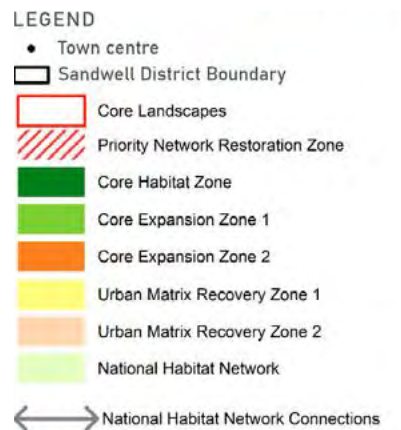 LEGEND
Town centre
Sandwell District Boundary
Core Landscapes
Priority Network Restoration Zone
Core Habitat Zone
Core Expansion Zone 1
Core Expansion Zone 2
Urban Matrix Recovery Zone 1
Urban Matrix Recovery Zone 2
National Habitat Network
National Habitat Network Connections